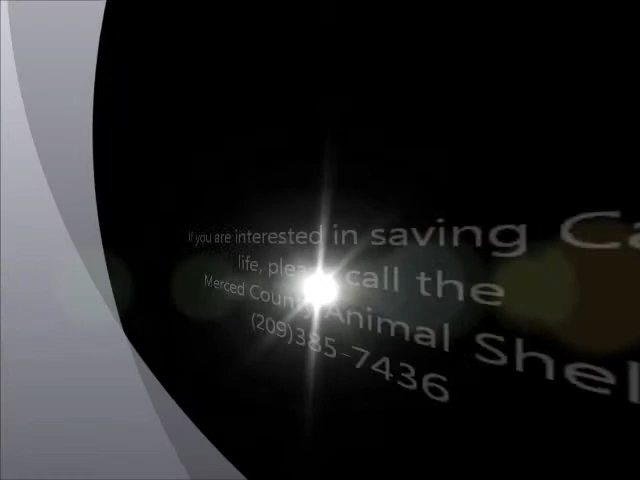 If you are interested in saving Ca
life, please call the
Merced County Animal Shel
(209)385-7436